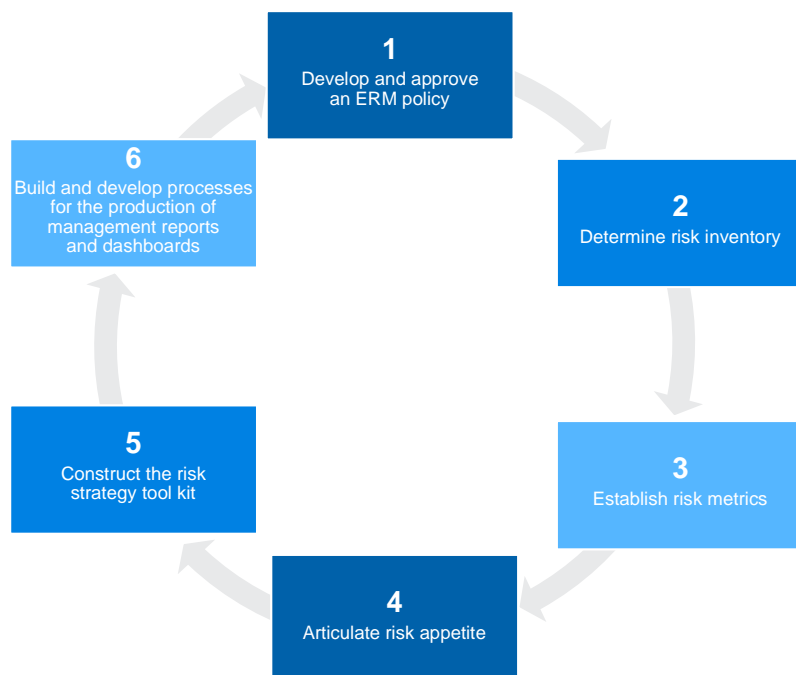 1
Develop and approve
an ERM policy
2
Determine risk inventory
3
Establish risk metrics
4
Articulate risk appetite
5
Construct the risk
strategy tool kit
6
Build and develop processes
for the production of
management reports
and dashboards